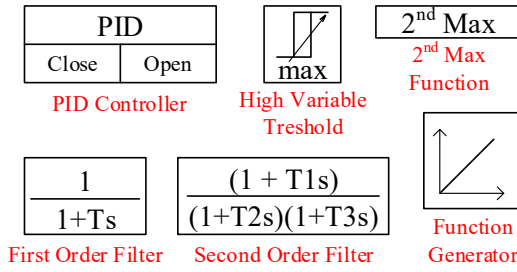 PID
Close Open
PID Controller
max
High Variable
Treshold
2nd Max
2nd Max
Function
1
1+Ts
First Order Filter
(1 + T1s)
(1+T2s)(1+T3s)
Second Order Filter
Function
Generator